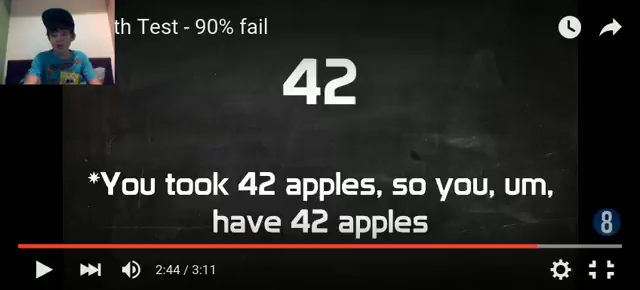 th Test - 90% fail
42
*You took 42 apples, so you, um,
have 42 apples
8
2:44 / 3:11